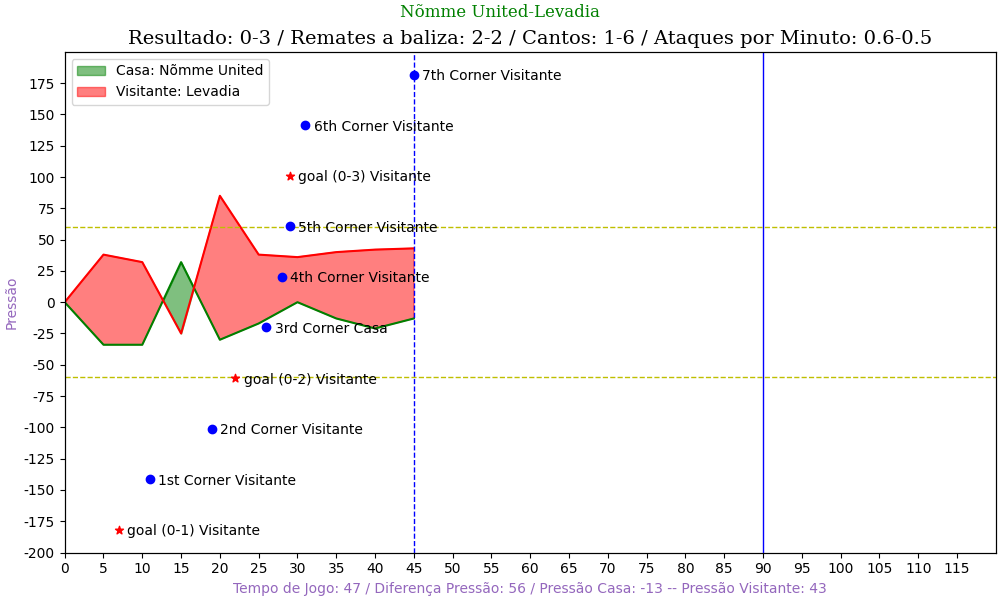 Nõmme United-Levadia
Resultado: 0-3 / Remates a baliza: 2-2 / Cantos: 1-6 / Ataques por Minuto: 0.6-0.5
Casa: Nõmme United
Visitante: Levadia
7th Corner Visitante
6th Corner Visitante
goal (0-3) Visitante
5th Corner Visitante
4th Corner Visitante
3rd Corner Casa
goal (0-2) Visitante
2nd Corner Visitante
1st Corner Visitante
goal (0-1) Visitante
Pressão
175
150
125
100
75
50
25
0
-25
-50
-75
-100
-125
-150
-175
-200
0 5 10 15 20 25 30 35 40 45 50 55 60 65 70 75 80 85 90 95 100 105 110 115
Tempo de Jogo: 47 / Diferença Pressão: 56 / Pressão Casa: -13 -- Pressão Visitante: 43